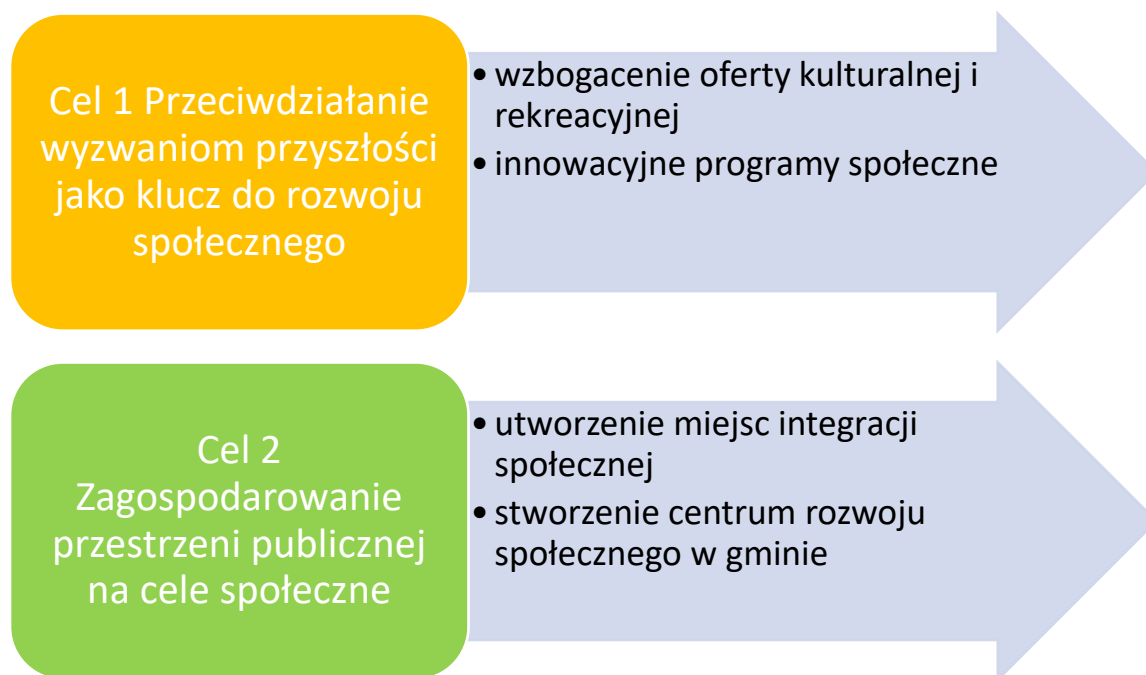 Cel 1 Przeciwdziałanie
wyzwaniom przyszłości
jako klucz do rozwoju
społecznego
• wzbogacenie oferty kulturalnej i
rekreacyjnej
• innowacyjne programy społeczne
Cel 2
Zagospodarowanie
przestrzeni publicznej
na cele społeczne
• utworzenie miejsc integracji
społecznej
• stworzenie centrum rozwoju
społecznego w gminie